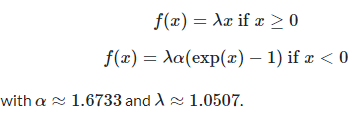 f(x) = λx if x ≥ 0
f(x) = λα(exp(x) − 1) if x < 0
with α ≈ 1.6733 and λ ≈ 1.0507.